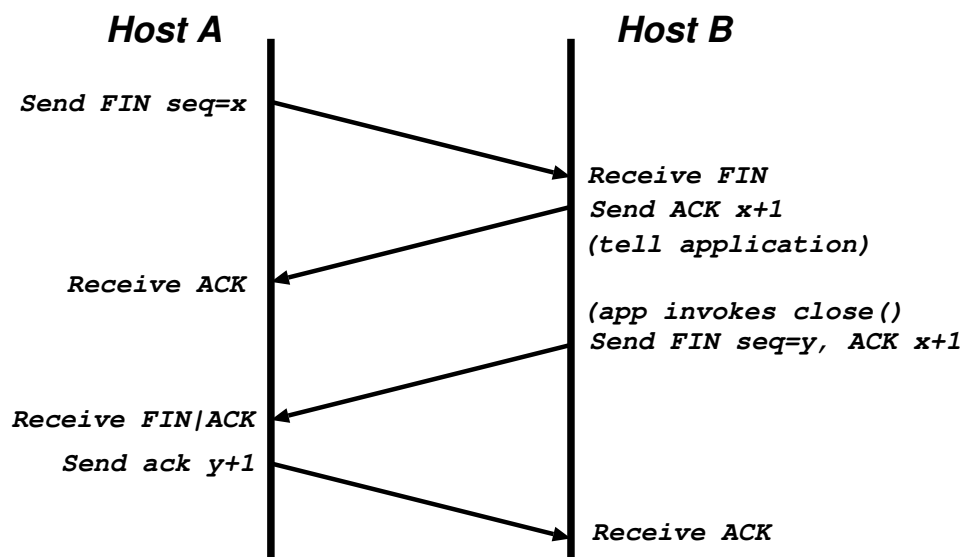 Host A
Host B
Send FIN seq=x
Receive FIN
Send ACK x+1
(tell application)
Receive ACK
(app invokes close()
Send FIN seq=y, ACK x+1
Receive FIN|ACK
Send ack y+1
Receive ACK